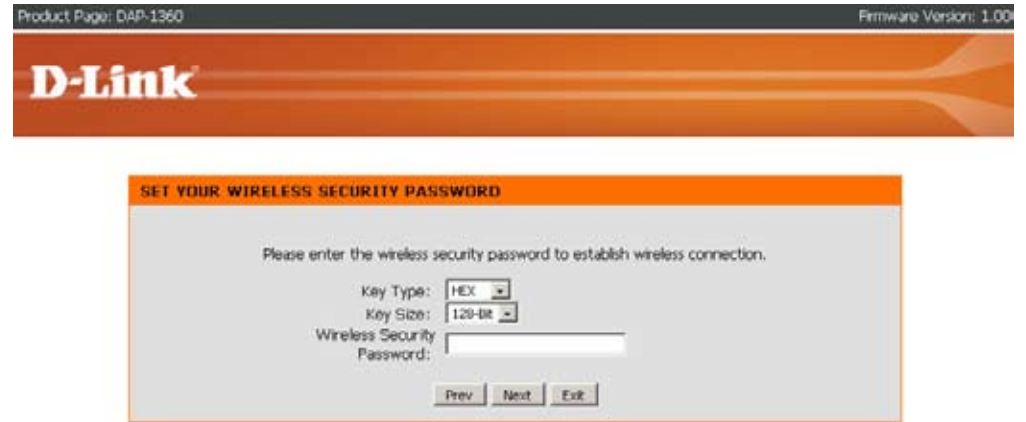 Product Page: DAP-1360
Firmware Version: 1.00
D-Link
SET YOUR WIRELESS SECURITY PASSWORD
Please enter the wireless security password to establish wireless connection.
Key Type: HEX
Key Size: 128-Bit
Wireless Security
Password:
Prev Next Exit